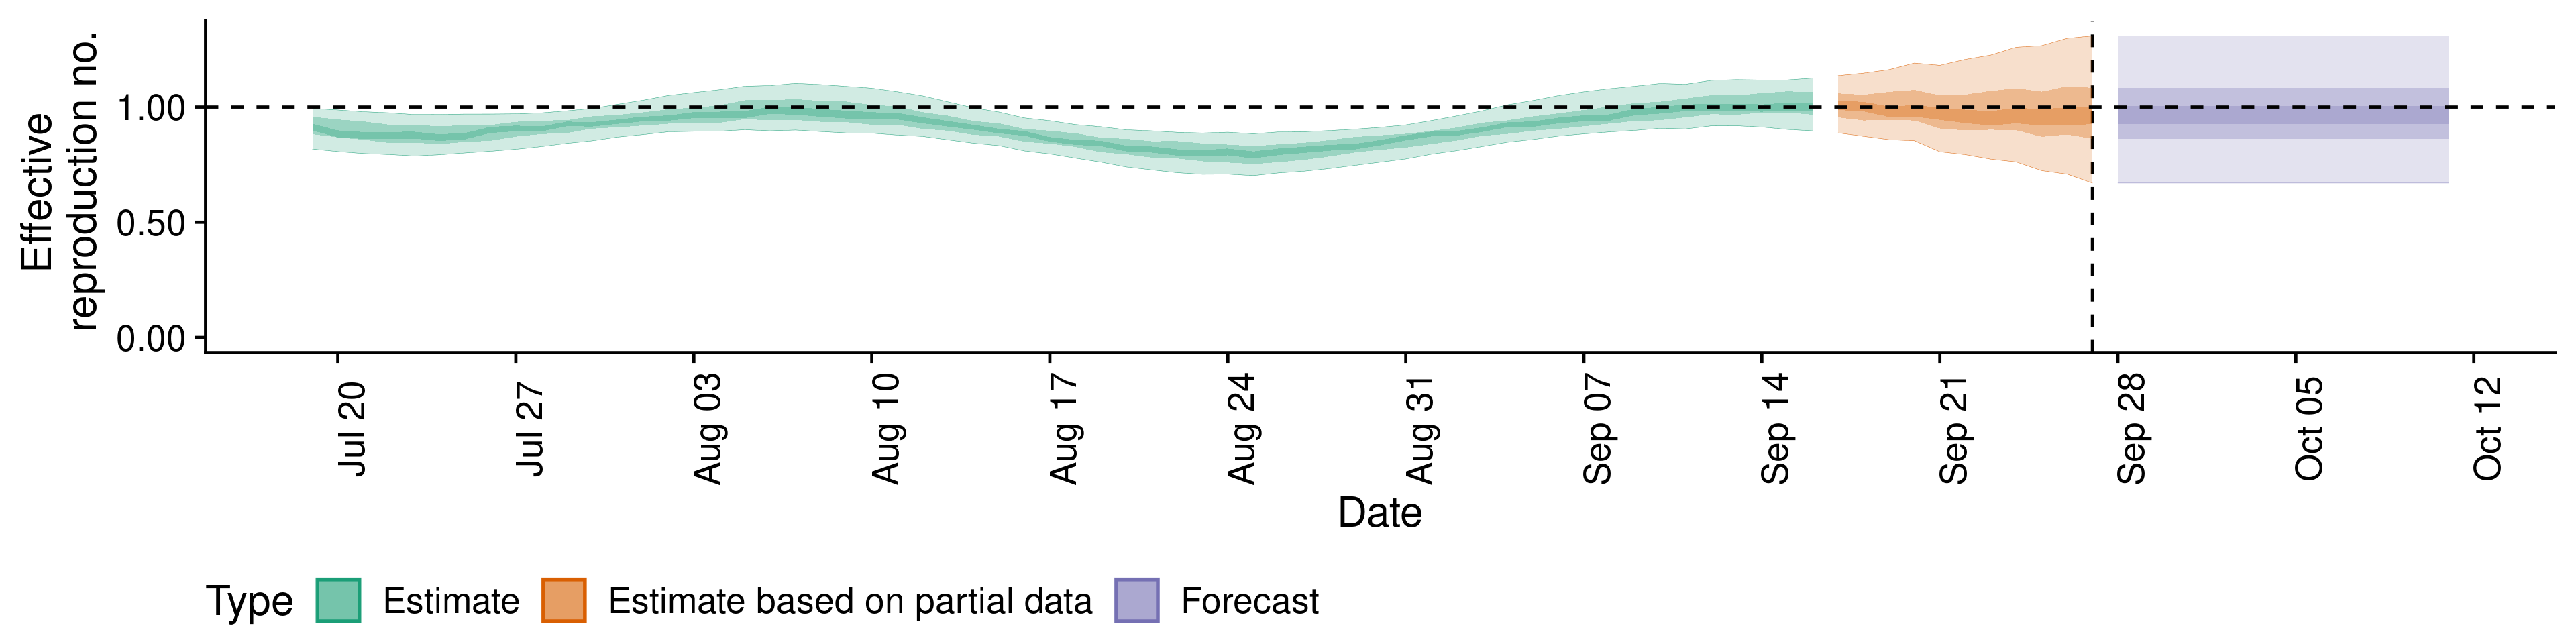 Effective
reproduction no.
1.00
0.50
0.00
Jul 20
Jul 27
Aug 03
Aug 10
Aug 17
Aug 24
Aug 31
Sep 07
Sep 14
Sep 21
Sep 28
Oct 05
Oct 12
Date
Type Estimate Estimate based on partial data Forecast